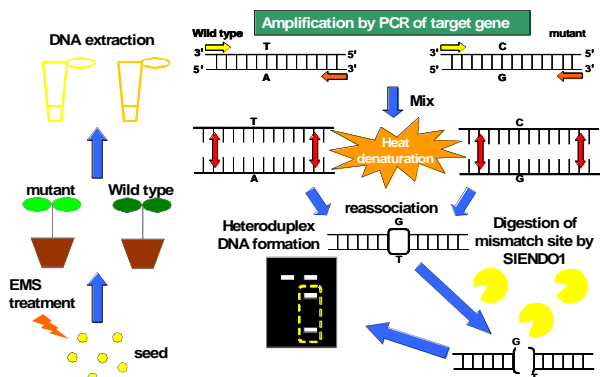 Amplification by PCR of target gene
DNA extraction
Wild type
T
3’
5’
5’
A
3’
C
mutant
3’
5’
5’
G
3’
Mix
T
A
Heat
denaturation
C
G
mutant
Wild type
reassociation
Heteroduplex
DNA formation
G
T
Digestion of
mismatch site by
SlENDO1
EMS
treatment
seed
G
T